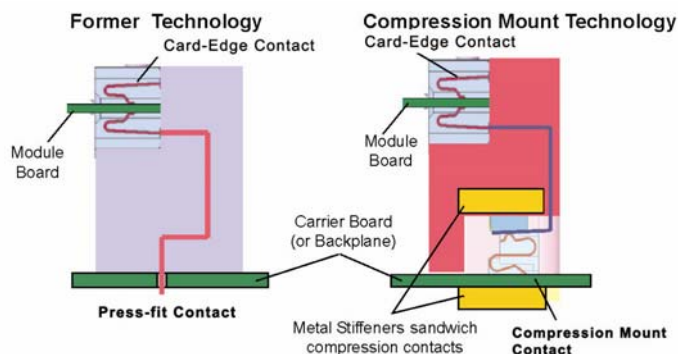 Former Technology
Card-Edge Contact
Module
Board
Press-fit Contact
Carrier Board
(or Backplane)
Compression Mount Technology
Card-Edge Contact
Module
Board
Metal Stiffeners sandwich
compression contacts
Compression Mount
Contact